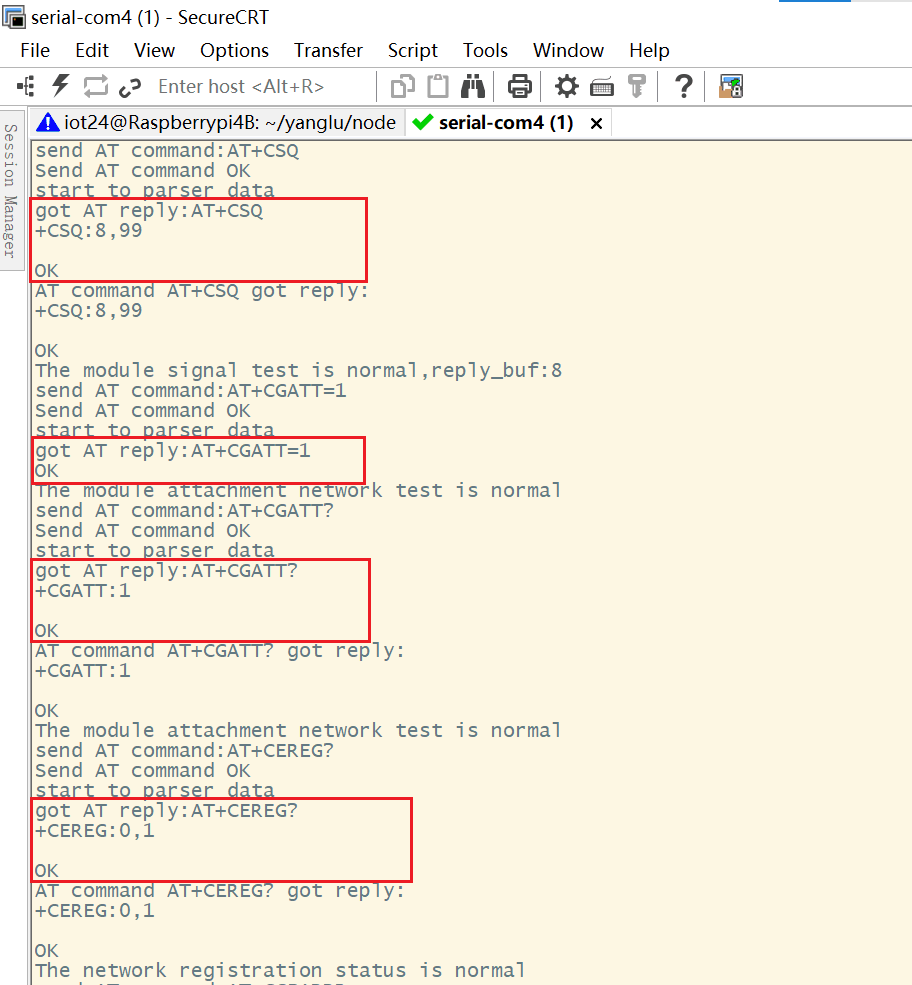 serial-com4 (1) - SecureCRT
File Edit View Options Transfer Script Tools Window Help
Enter host <Alt+R>
Session Manager
iot24@Raspberrypi4B: ~/yanglu/node
serial-com4 (1)
send AT command:AT+CSQ
Send AT command OK
start to parser data
got AT reply:AT+CSQ
+CSQ:8,99
OK
AT command AT+CSQ got reply:
+CSQ:8,99
OK
The module signal test is normal,reply_buf:8
send AT command:AT+CGATT=1
Send AT command OK
start to parser data
got AT reply:AT+CGATT=1
OK
The module attachment network test is normal
send AT command:AT+CGATT?
Send AT command OK
start to parser data
got AT reply:AT+CGATT?
+CGATT:1
OK
AT command AT+CGATT? got reply:
+CGATT:1
OK
The module attachment network test is normal
send AT command:AT+CEREG?
Send AT command OK
start to parser data
got AT reply:AT+CEREG?
+CEREG:0,1
OK
AT command AT+CEREG? got reply:
+CEREG:0,1
OK
The network registration status is normal